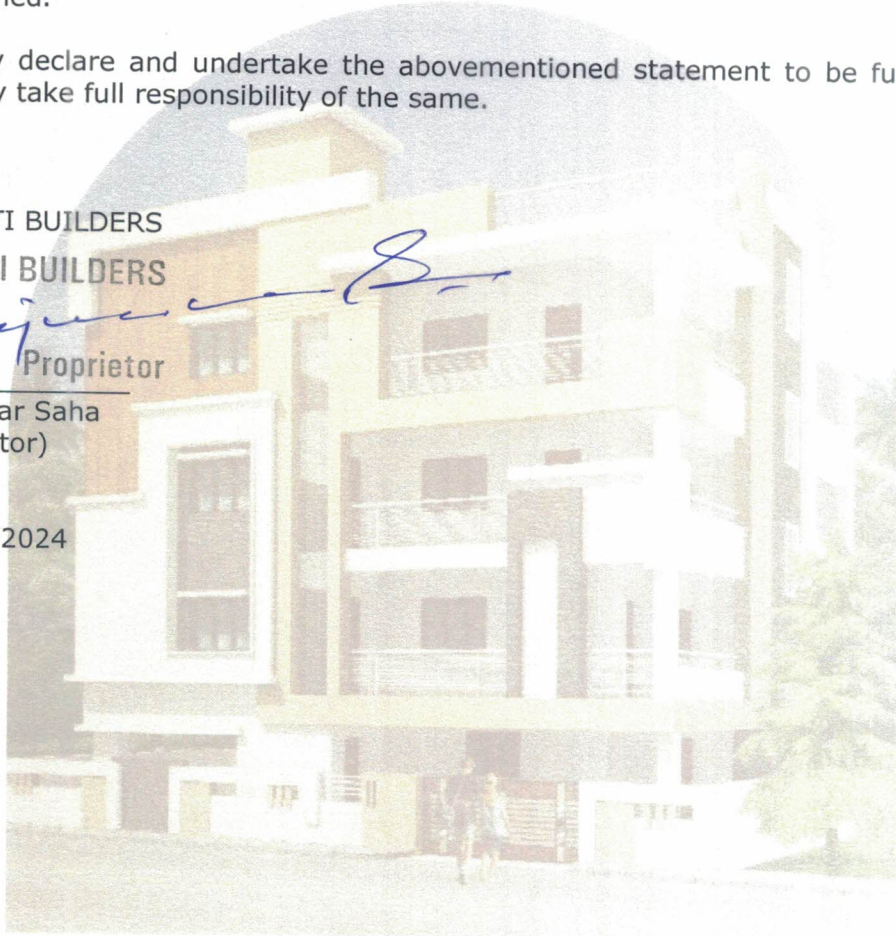 declare and undertake the abovementioned statement to be fu
take full responsibility of the same.
TI BUILDERS
I BUILDERS
Proprietor
ar Saha
tor)
2024